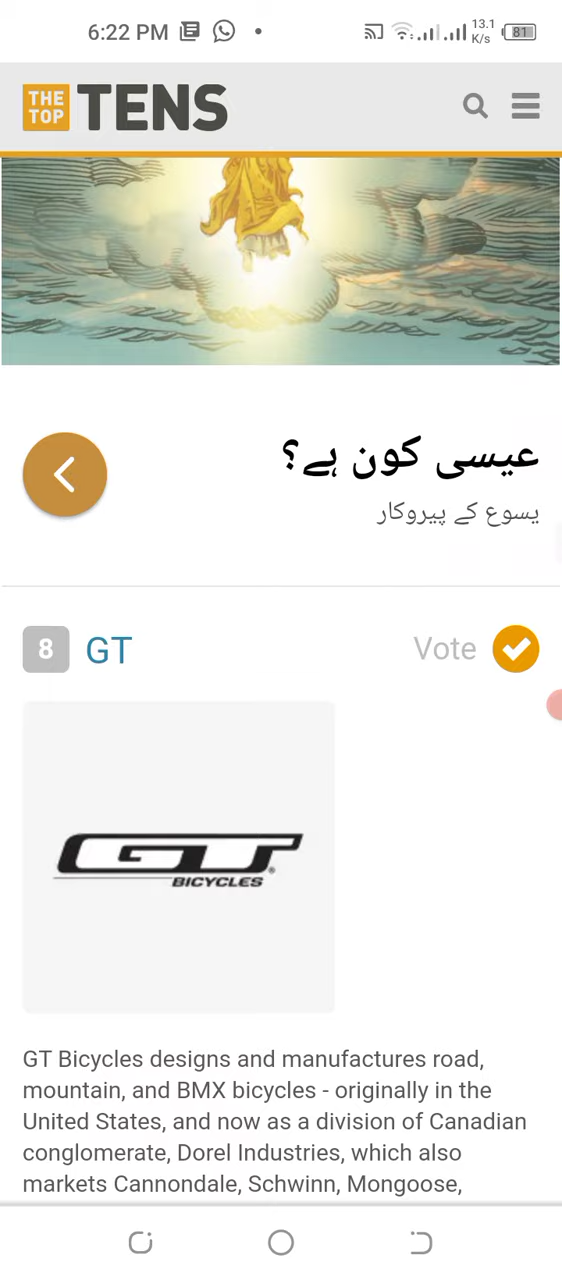 6:22 PM
13.1
K/s
81
THE
TOP
TENS
عیسی کون ہے؟
یسوع کے پیروکار
8 GT Vote
GT
BICYCLES
GT Bicycles designs and manufactures road,
mountain, and BMX bicycles - originally in the
United States, and now as a division of Canadian
conglomerate, Dorel Industries, which also
markets Cannondale, Schwinn, Mongoose,